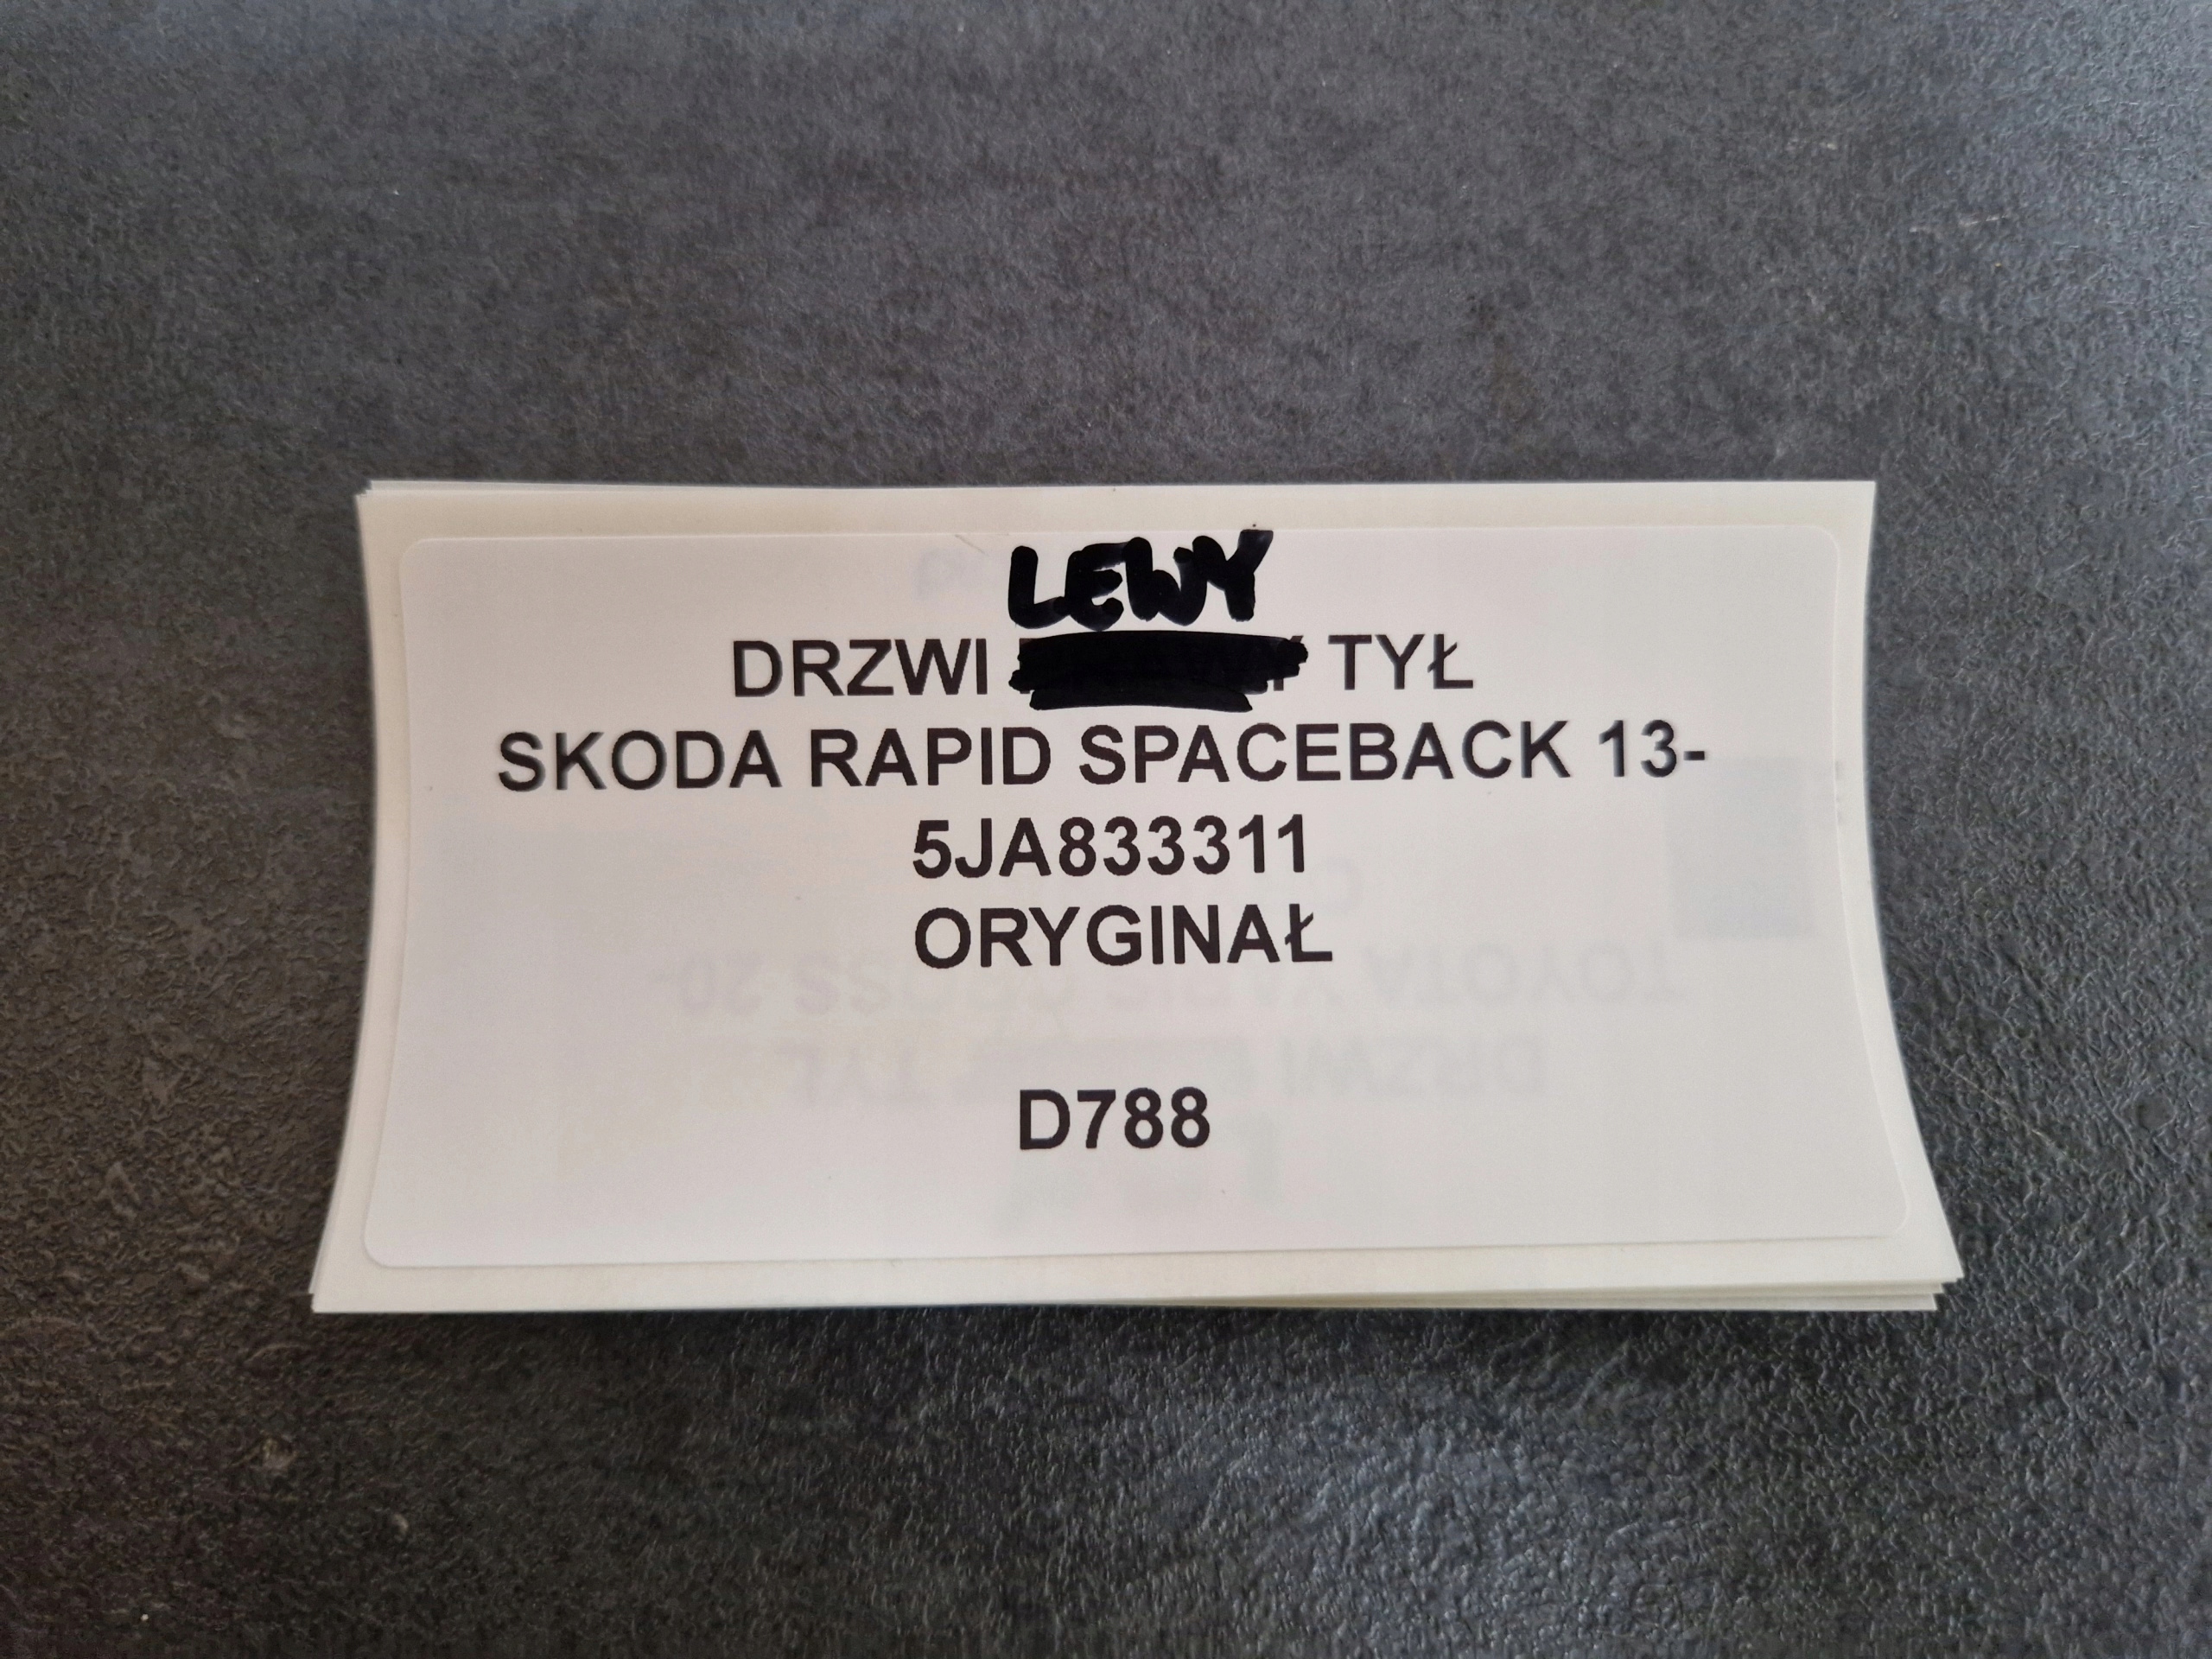 LEWY
DRZWI TYŁ
SKODA RAPID SPACEBACK 13-
5JA833311
ORYGINAŁ
D788